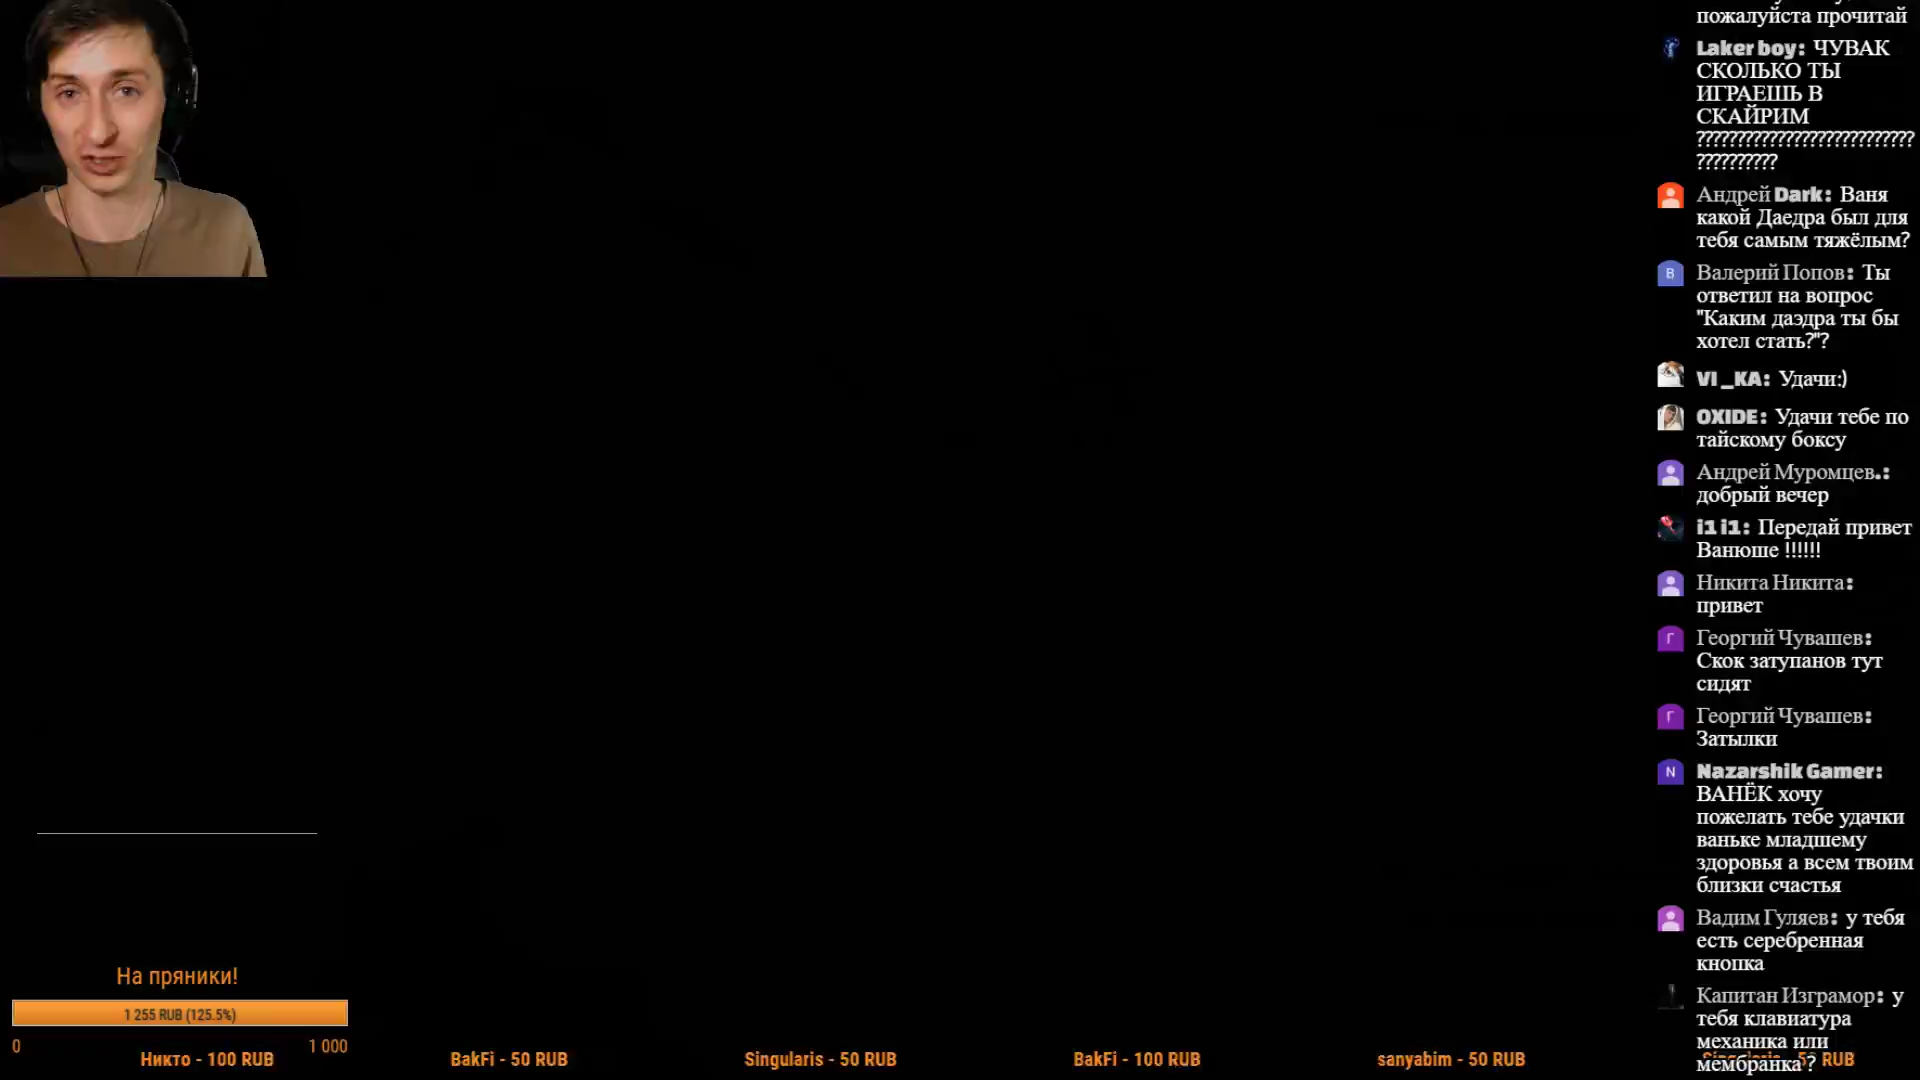 пожалуйста прочитай
Laker boy: ЧУВАК
СКОЛЬКО ТЫ
ИГРАЕШЬ В
СКАЙРИМ
???????????????????????????
??????????
Андрей Dark: Ваня
какой Даедра был для
тебя самым тяжёлым?
В
Валерий Попов: Ты
ответил на вопрос
"Каким даэдра ты бы
хотел стать?"?
VI _KA: Удачи:)
OXIDE: Удачи тебе по
тайскому боксу
Андрей Муромцев.:
добрый вечер
i1 i1: Передай привет
Ванюше !!!!!!
Никита Никита:
привет
Г
Георгий Чувашев:
Скок затупанов тут
сидят
Г
Георгий Чувашев:
Затылки
N
Nazarshik Gamer:
ВАНЁК хочу
пожелать тебе удачки
ваньке младшему
здоровья а всем твоим
близки счастья
Вадим Гуляев: у тебя
есть серебренная
кнопка
Капитан Изграмор: у
тебя клавиатура
механика или
мембранка ?
На пряники!
1 255 RUB (125.5%)
0 1 000
Никто - 100 RUB BakFi - 50 RUB Singularis - 50 RUB BakFi - 100 RUB sanyabim - 50 RUB RUB